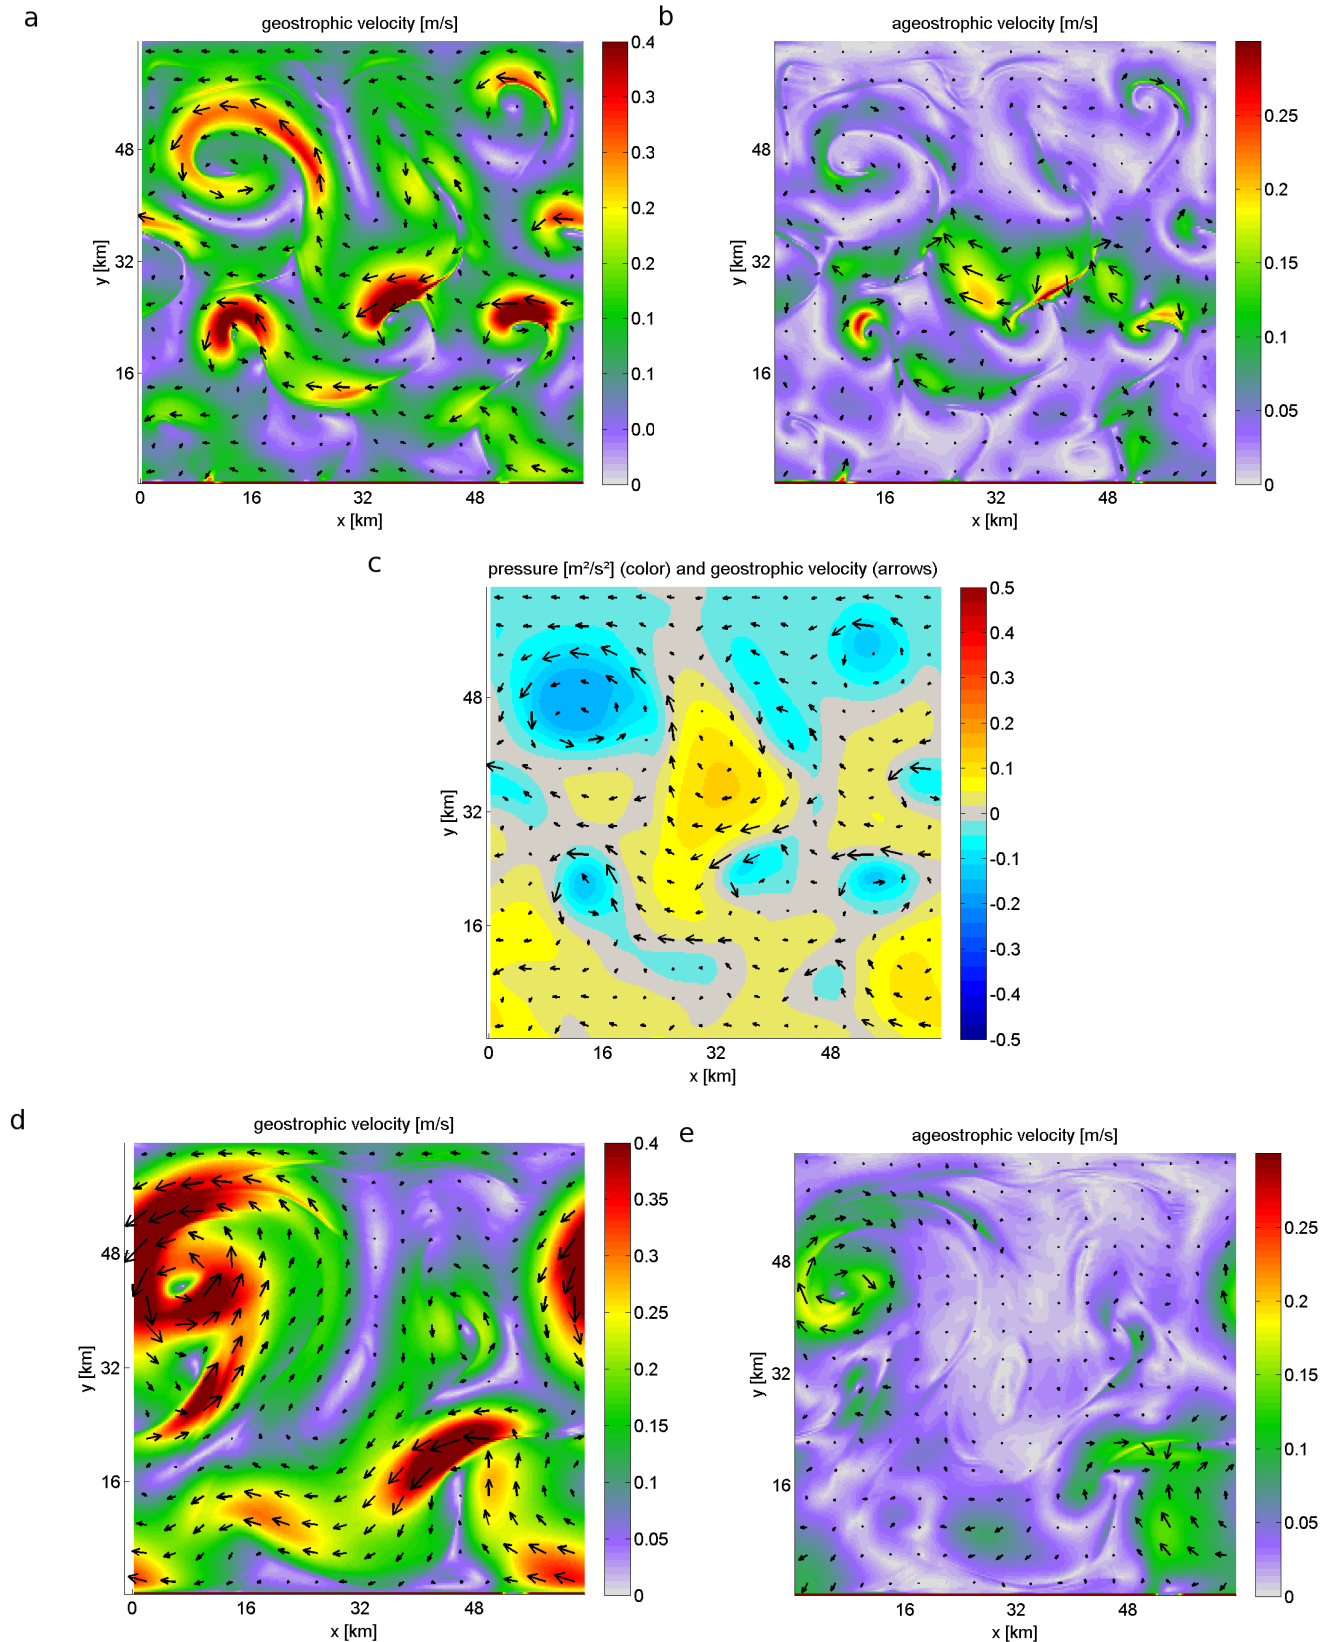 a
geostrophic velocity [m/s]
0.4
0.3
0.3
0.2
0.2
0.1
0.1
0.0
0
48
32
16
y [km]
0 16 32 48
x [km]
b
ageostrophic velocity [m/s]
0.25
0.2
0.15
0.1
0.05
0
48
32
16
y [km]
16 32 48
x [km]
c
pressure [m²/s²] (color) and geostrophic velocity (arrows)
0.5
0.4
0.3
0.2
0.1
0
-0.1
-0.2
-0.3
-0.4
-0.5
48
32
16
y [km]
0 16 32 48
x [km]
d
geostrophic velocity [m/s]
0.4
0.35
0.3
0.25
0.2
0.15
0.1
0.05
0
48
32
16
y [km]
0 16 32 48
x [km]
e
ageostrophic velocity [m/s]
0.25
0.2
0.15
0.1
0.05
0
48
32
16
y [km]
16 32 48
x [km]